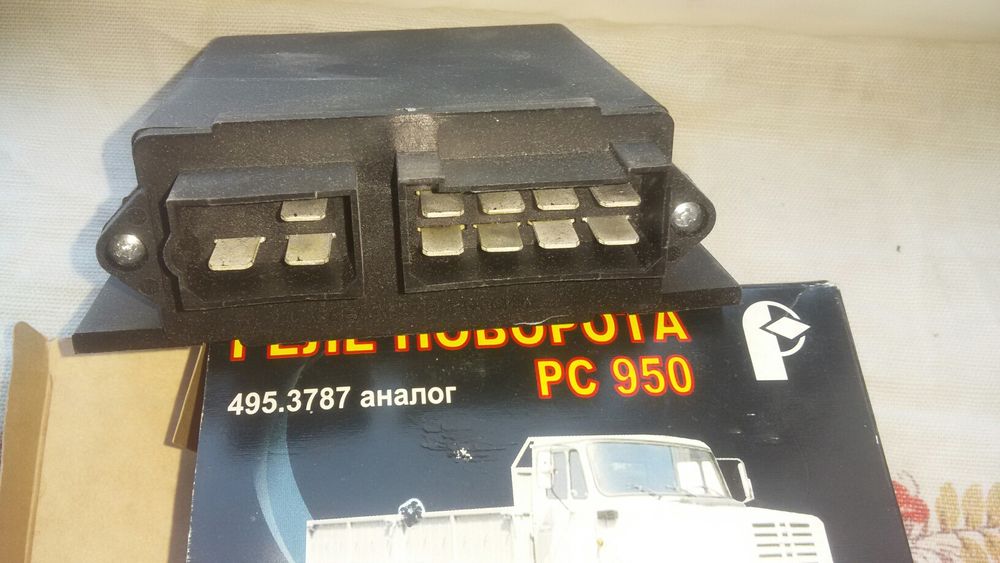 РЕЛЕ ПОВОРОТА
РС 950
495.3787 аналог